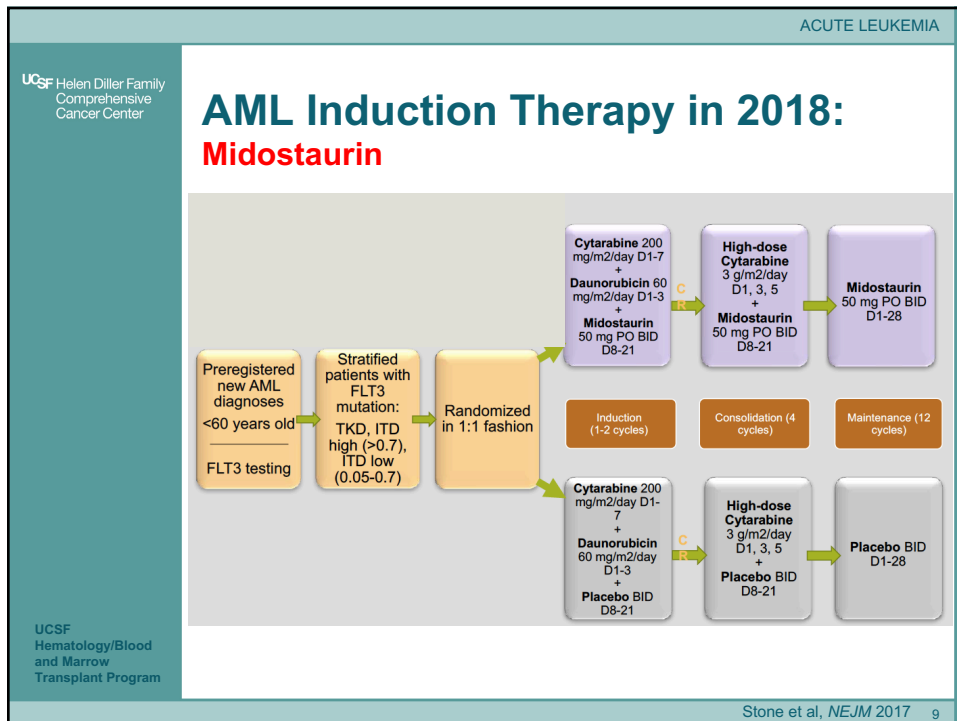 ACUTE LEUKEMIA
UCSF Helen Diller Family
Comprehensive
Cancer Center
AML Induction Therapy in 2018:
Midostaurin
Preregistered
new AML
diagnoses
<60 years old
FLT3 testing
Stratified
patients with
FLT3
mutation:
TKD, ITD
high (>0.7),
ITD low
(0.05-0.7)
Randomized
in 1:1 fashion
Cytarabine 200
mg/m2/day D1-7
+
Daunorubicin 60
mg/m2/day D1-3
+
Midostaurin
50 mg PO BID
D8-21
C
R
High-dose
Cytarabine
3 g/m2/day
D1, 3, 5
+
Midostaurin
50 mg PO BID
D8-21
Midostaurin
50 mg PO BID
D1-28
Induction
(1-2 cycles)
Consolidation (4
cycles)
Maintenance (12
cycles)
Cytarabine 200
mg/m2/day D1-
7
+
Daunorubicin
60 mg/m2/day
D1-3
+
Placebo BID
D8-21
C
R
High-dose
Cytarabine
3 g/m2/day
D1, 3, 5
+
Placebo BID
D8-21
Placebo BID
D1-28
UCSF
Hematology/Blood
and Marrow
Transplant Program
Stone et al, NEJM 2017 9